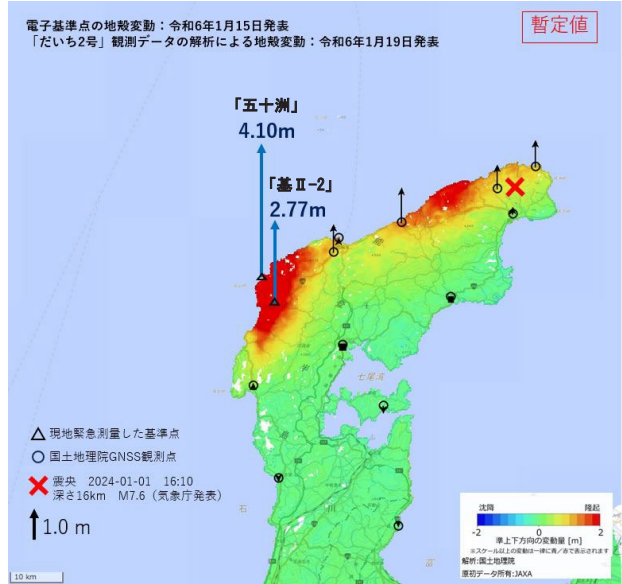 電子基準点の地殻変動：令和6年1月15日発表
「だいち2号」観測データの解析による地殻変動：令和6年1月19日発表
暫定値
「五十洲」
4.10m
「基Ⅱ-2」
2.77m
七尾湾
現地緊急測量した基準点
国土地理院GNSS観測点
震央 2024-01-01 16:10
深さ16km M7.6（気象庁発表）
1.0 m
石
川
富
沈降 隆起
-2 0 2
準上下方向の変動量 [m]
※スケール以上の変動は一律に青／赤で表示されます
解析:国土地理院
原初データ所有:JAXA
10 km